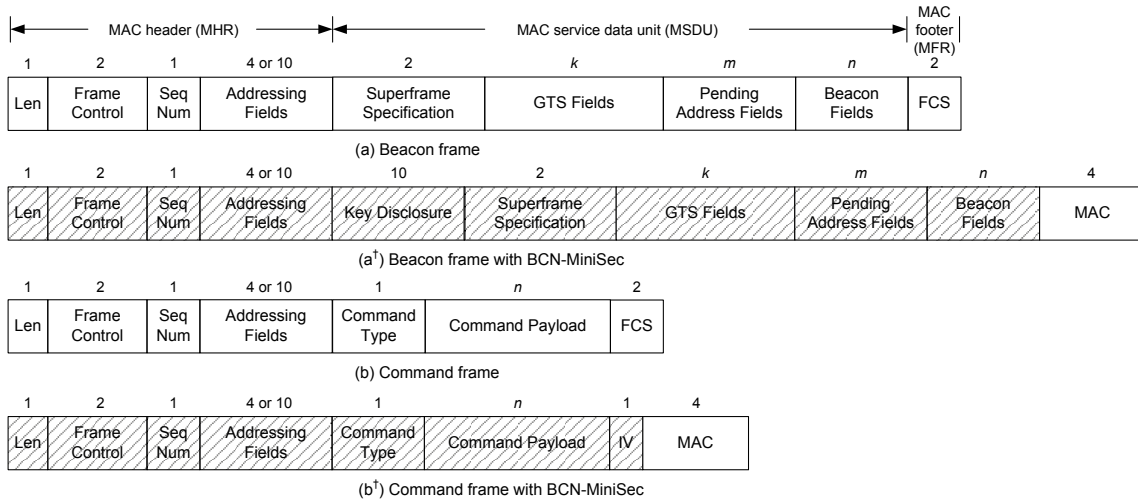 MAC header (MHR) MAC service data unit (MSDU) MAC footer (MFR)
1 2 1 4 or 10 2 k m n 2
Len Frame Control Seq Num Addressing Fields Superframe Specification GTS Fields Pending Address Fields Beacon Fields FCS
(a) Beacon frame
1 2 1 4 or 10 10 2 k m n 4
Len Frame Control Seq Num Addressing Fields Key Disclosure Superframe Specification GTS Fields Pending Address Fields Beacon Fields MAC
(a†) Beacon frame with BCN-MiniSec
1 2 1 4 or 10 1 n 2
Len Frame Control Seq Num Addressing Fields Command Type Command Payload FCS
(b) Command frame
1 2 1 4 or 10 1 n 1 4
Len Frame Control Seq Num Addressing Fields Command Type Command Payload IV MAC
(b†) Command frame with BCN-MiniSec